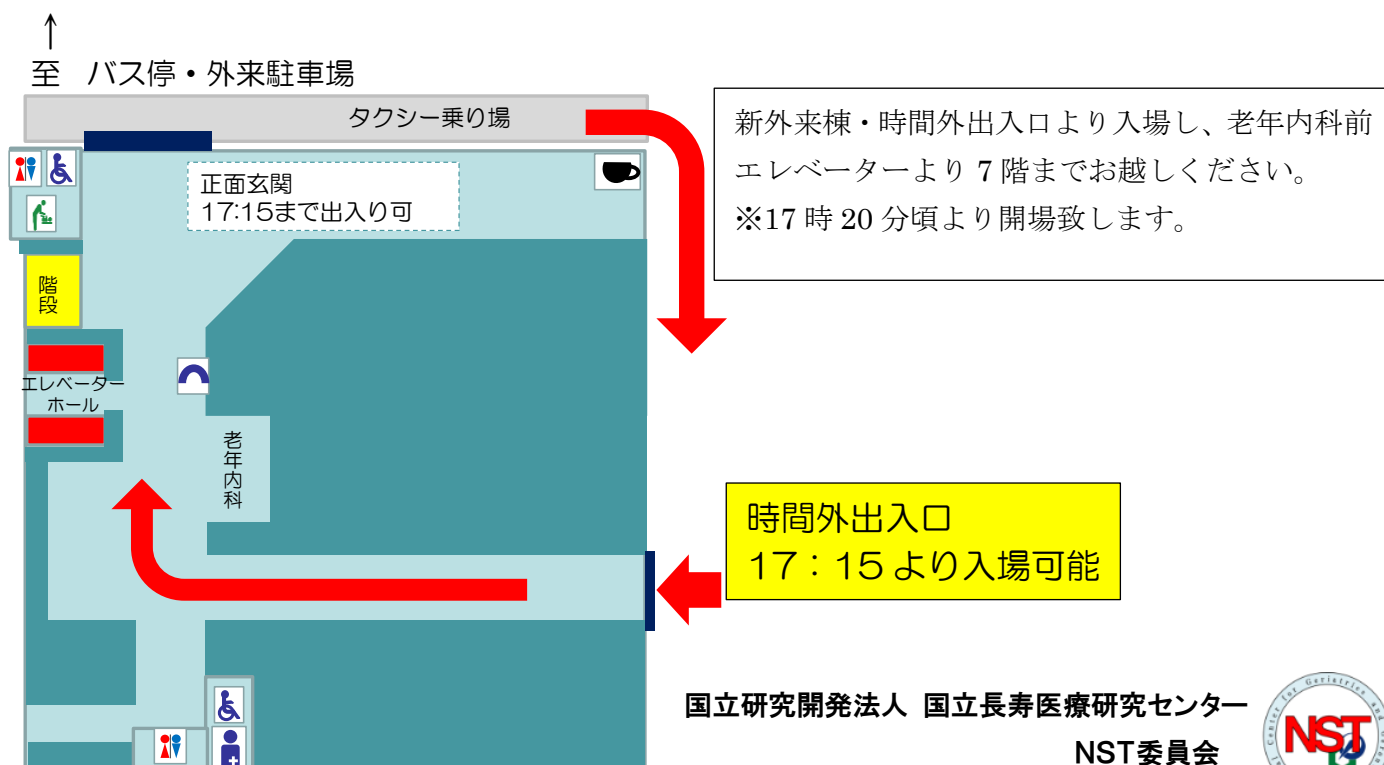 ↑
至 バス停・外来駐車場
タクシー乗り場
正面玄関
17:15まで出入り可
新外来棟・時間外出入口より入場し、老年内科前
エレベーターより 7 階までお越しください。
※17 時 20 分頃より開場致します。
階段
エレベーター
ホール
老年内科
時間外出入口
17：15 より入場可能
国立研究開発法人 国立長寿医療研究センター
NST委員会
NST